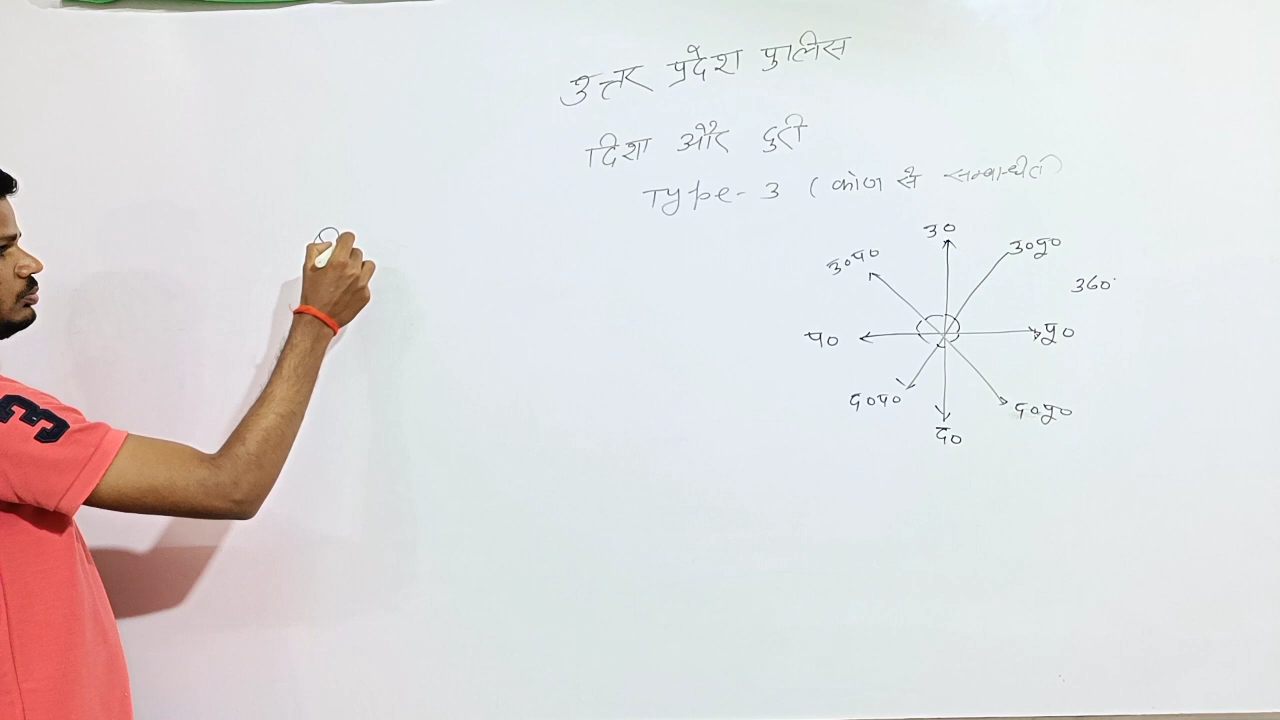 उत्तर प्रदेश पुलिस
दिशा और दुरी
Type-3 (कोण से सम्बन्धीत)
उ०
उ०प० उ०पू०
360°
प० पू०
द०प० द०पू०
द०
3